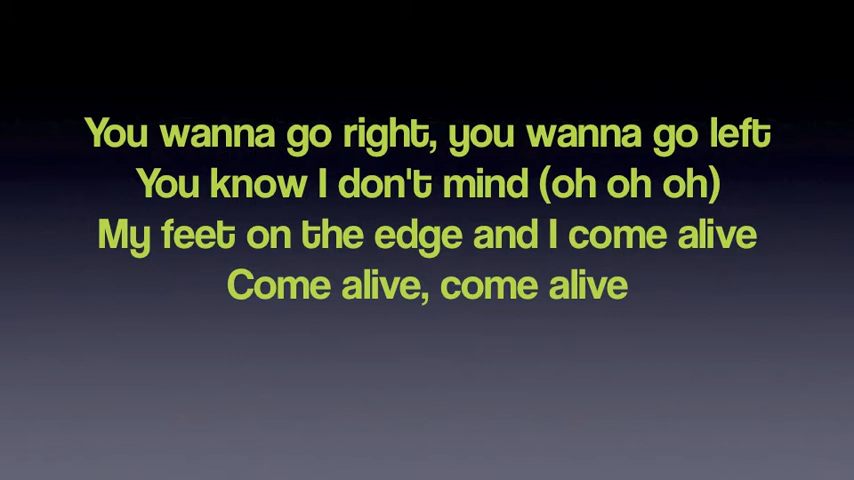 You wanna go right, you wanna go left
You know I don't mind (oh oh oh)
My feet on the edge and I come alive
Come alive, come alive